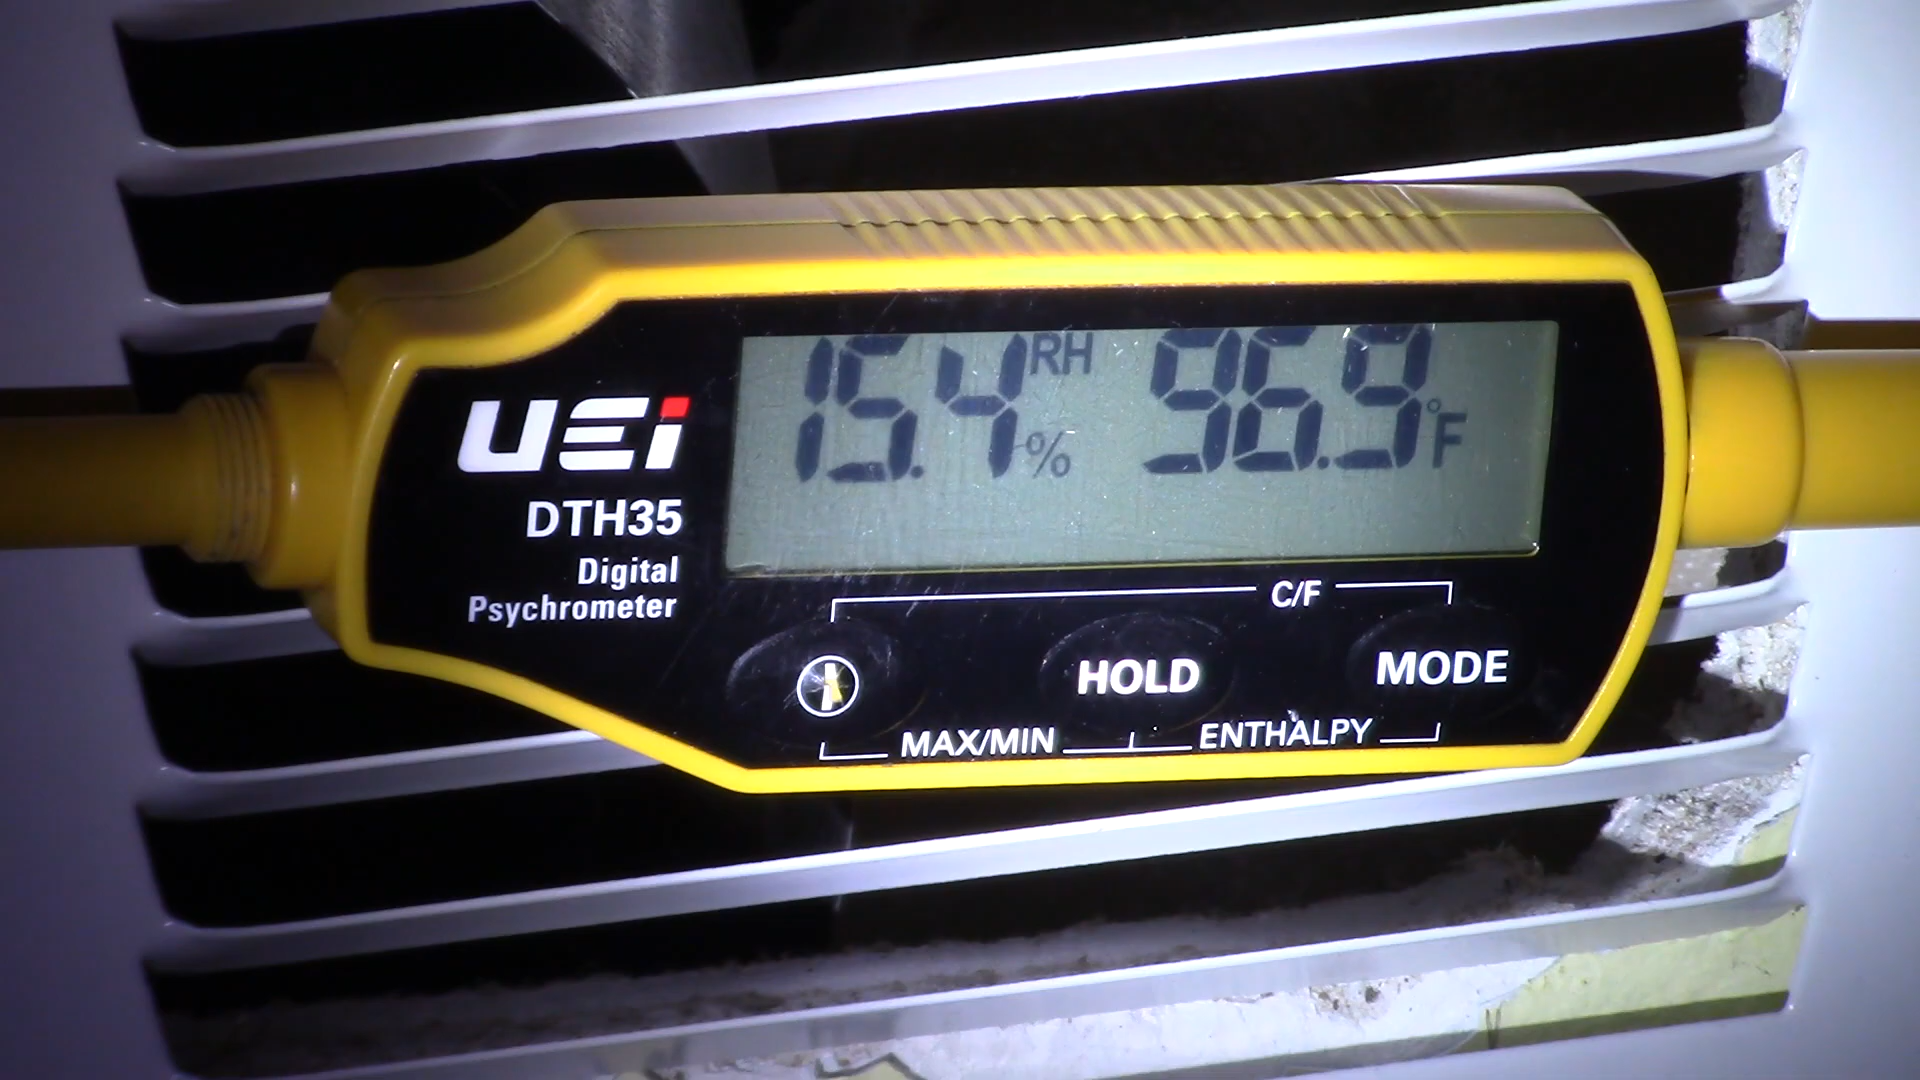 15.4 RH % 96.9 °F
UEi
DTH35
Digital
Psychrometer
C/F
HOLD MODE
MAX/MIN ENTHALPY